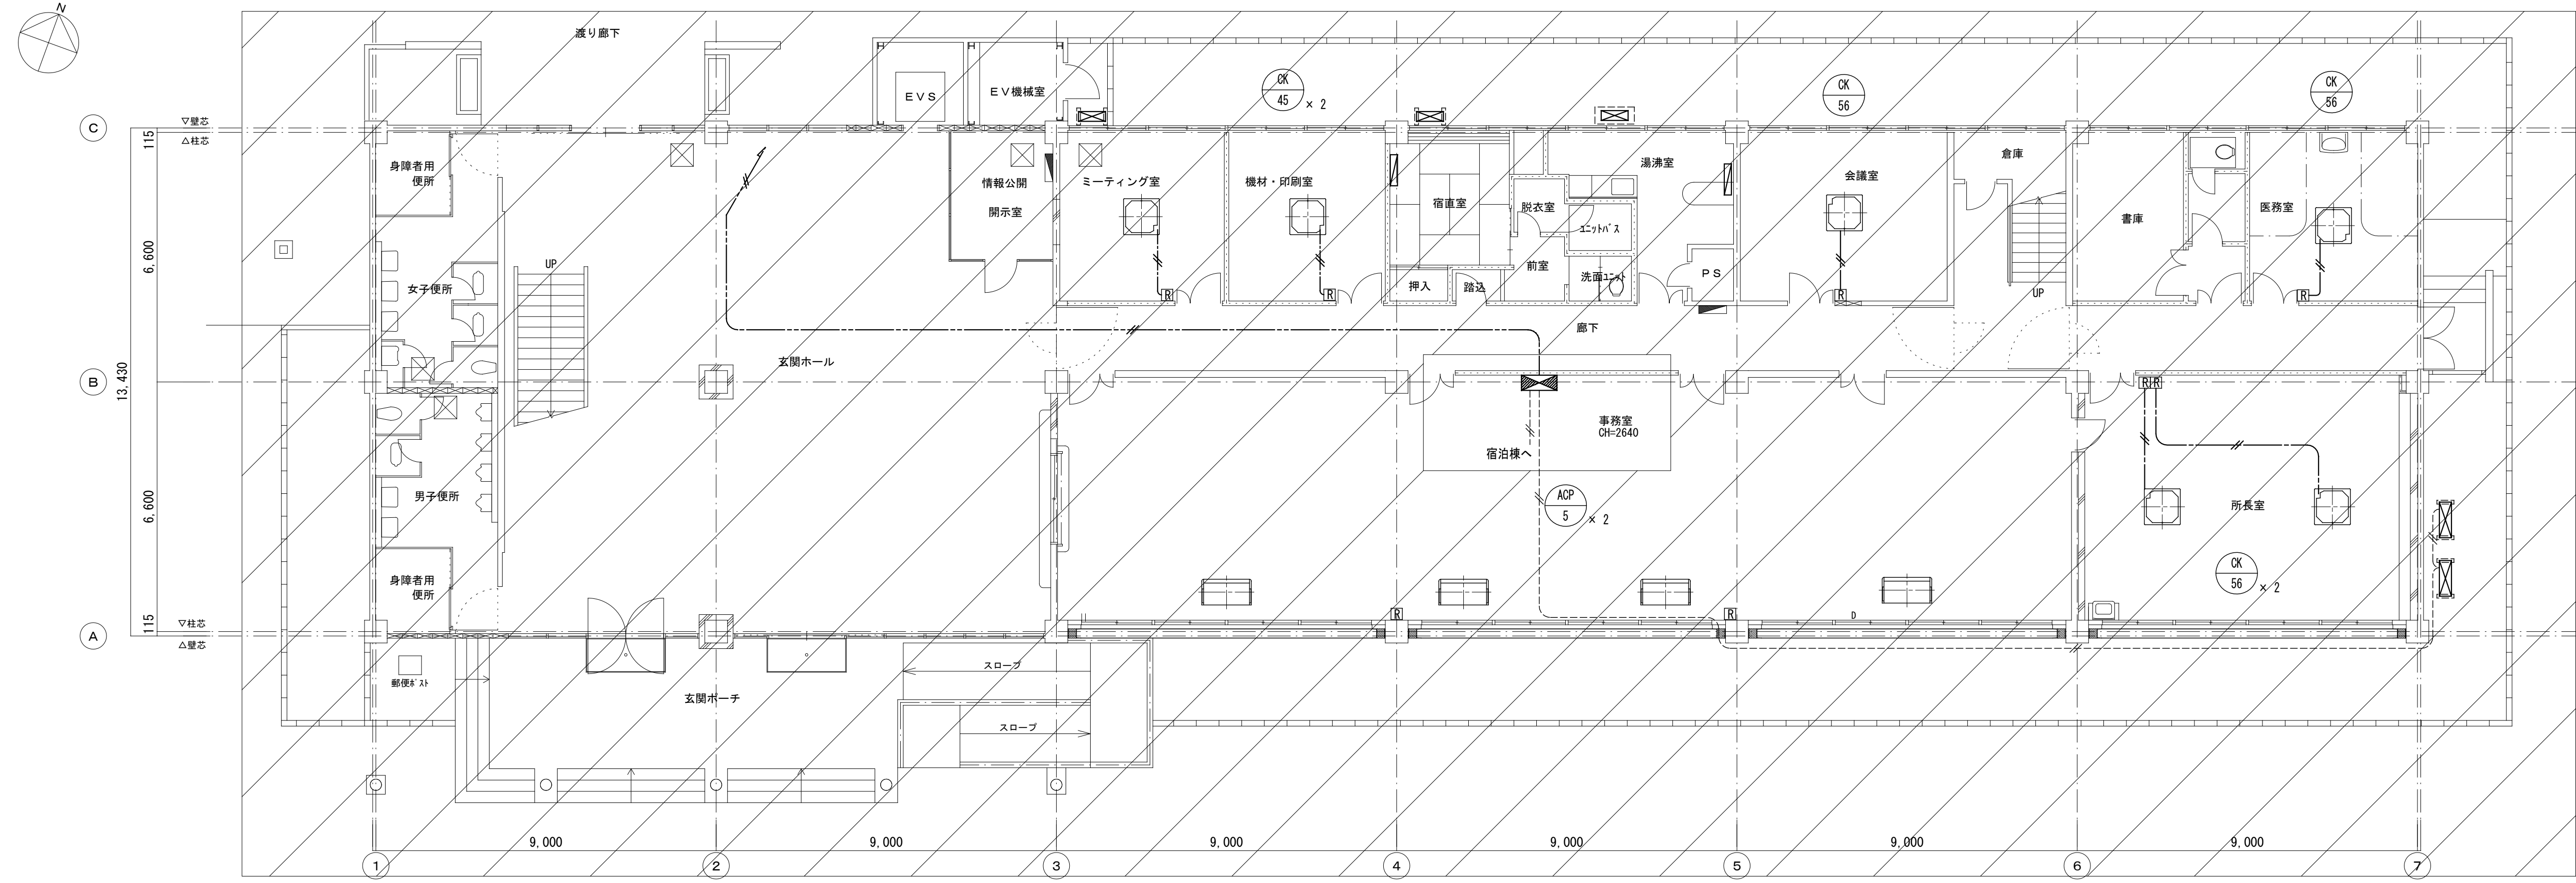 N
渡り廊下
EVS
EV機械室
CK
45
× 2
CK
56
CK
56
C
▽壁芯
△柱芯
115
身障者用
便所
情報公開
開示室
ミーティング室
機材・印刷室
宿直室
脱衣室
ユニットバス
湯沸室
会議室
倉庫
書庫
医務室
6,600
女子便所
UP
押入
踏込
前室
洗面ユニット
PS
UP
R
R
R
R
廊下
玄関ホール
13,430
B
R
R
事務室
CH=2640
宿泊棟へ
ACP
5
× 2
6,600
男子便所
所長室
身障者用
便所
CK
56
× 2
R
R
D
115
A
▽柱芯
△壁芯
郵便ポスト
玄関ポーチ
スロープ
スロープ
9,000
9,000
9,000
9,000
9,000
9,000
1
2
3
4
5
6
7